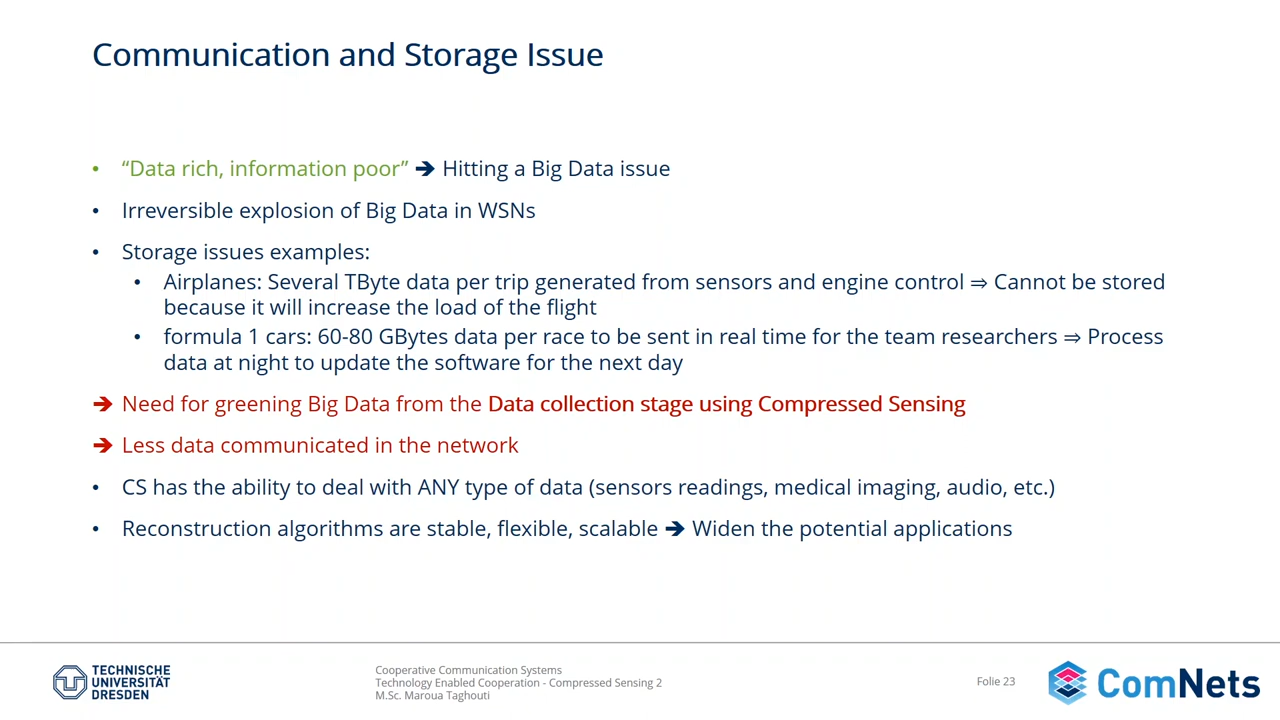 Communication and Storage Issue
• “Data rich, information poor” ➔ Hitting a Big Data issue
• Irreversible explosion of Big Data in WSNs
• Storage issues examples:
• Airplanes: Several TByte data per trip generated from sensors and engine control ⇒ Cannot be stored
because it will increase the load of the flight
• formula 1 cars: 60-80 GBytes data per race to be sent in real time for the team researchers ⇒ Process
data at night to update the software for the next day
➔ Need for greening Big Data from the Data collection stage using Compressed Sensing
➔ Less data communicated in the network
• CS has the ability to deal with ANY type of data (sensors readings, medical imaging, audio, etc.)
• Reconstruction algorithms are stable, flexible, scalable ➔ Widen the potential applications
TECHNISCHE
UNIVERSITÄT
DRESDEN
Cooperative Communication Systems
Technology Enabled Cooperation - Compressed Sensing 2
M.Sc. Maroua Taghouti
Folie 23
ComNets